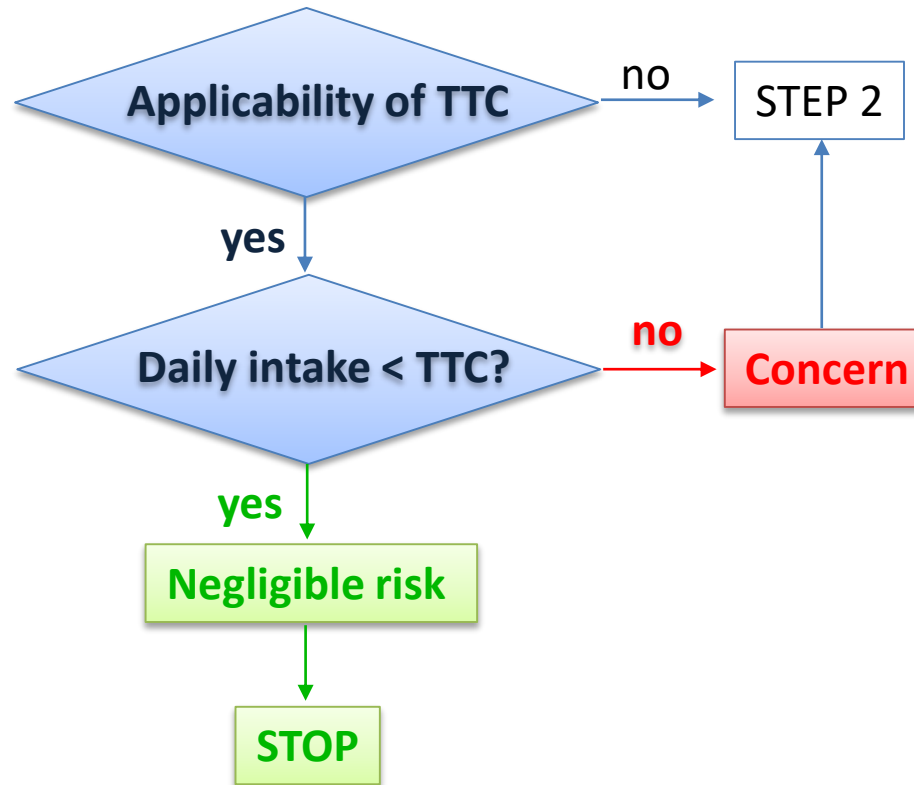 Applicability of TTC
no
STEP 2
yes
Daily intake < TTC?
no
Concern
yes
Negligible risk
STOP